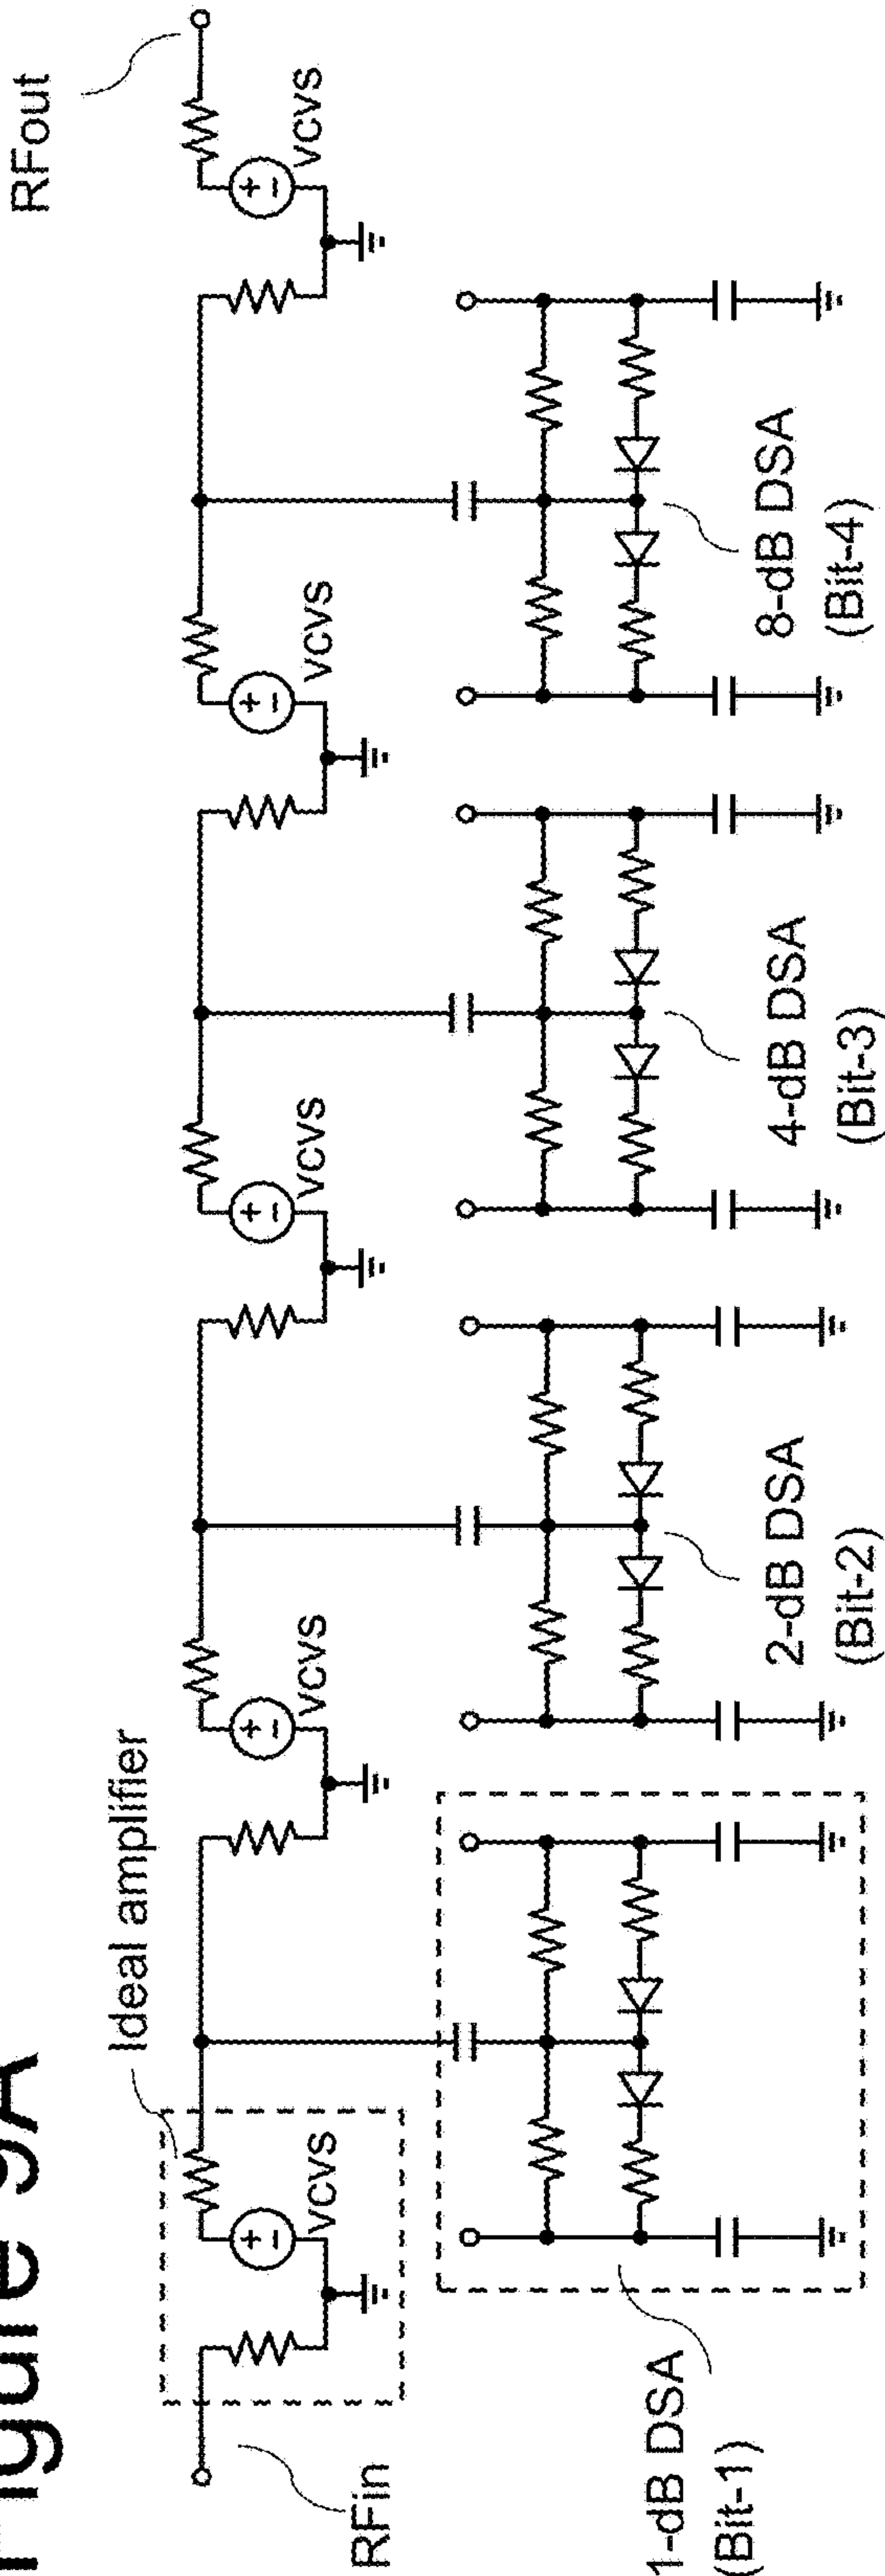 Figure 9A
RFin
Ideal amplifier
VCVS
VCVS
VCVS
VCVS
VCVS
RFout
1-dB DSA
(Bit-1)
2-dB DSA
(Bit-2)
4-dB DSA
(Bit-3)
8-dB DSA
(Bit-4)